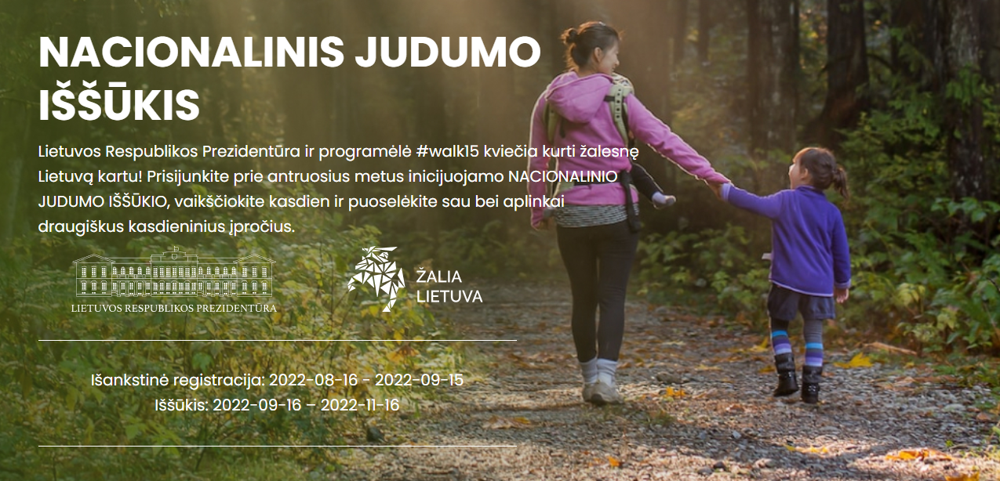 NACIONALINIS JUDUMO
IŠŠŪKIS
Lietuvos Respublikos Prezidentūra ir programėlė #walk15 kviečia kurti žalesnę
Lietuvą kartu! Prisijunkite prie antruosius metus inicijuojamo NACIONALINIO
JUDUMO IŠŠŪKIO, vaikščiokite kasdien ir puoselėkite sau bei aplinkai
draugiškus kasdieninius įpročius.
LIETUVOS RESPUBLIKOS PREZIDENTŪRA
ŽALIA
LIETUVA
Išankstinė registracija: 2022-08-16 - 2022-09-15
Iššūkis: 2022-09-16 – 2022-11-16